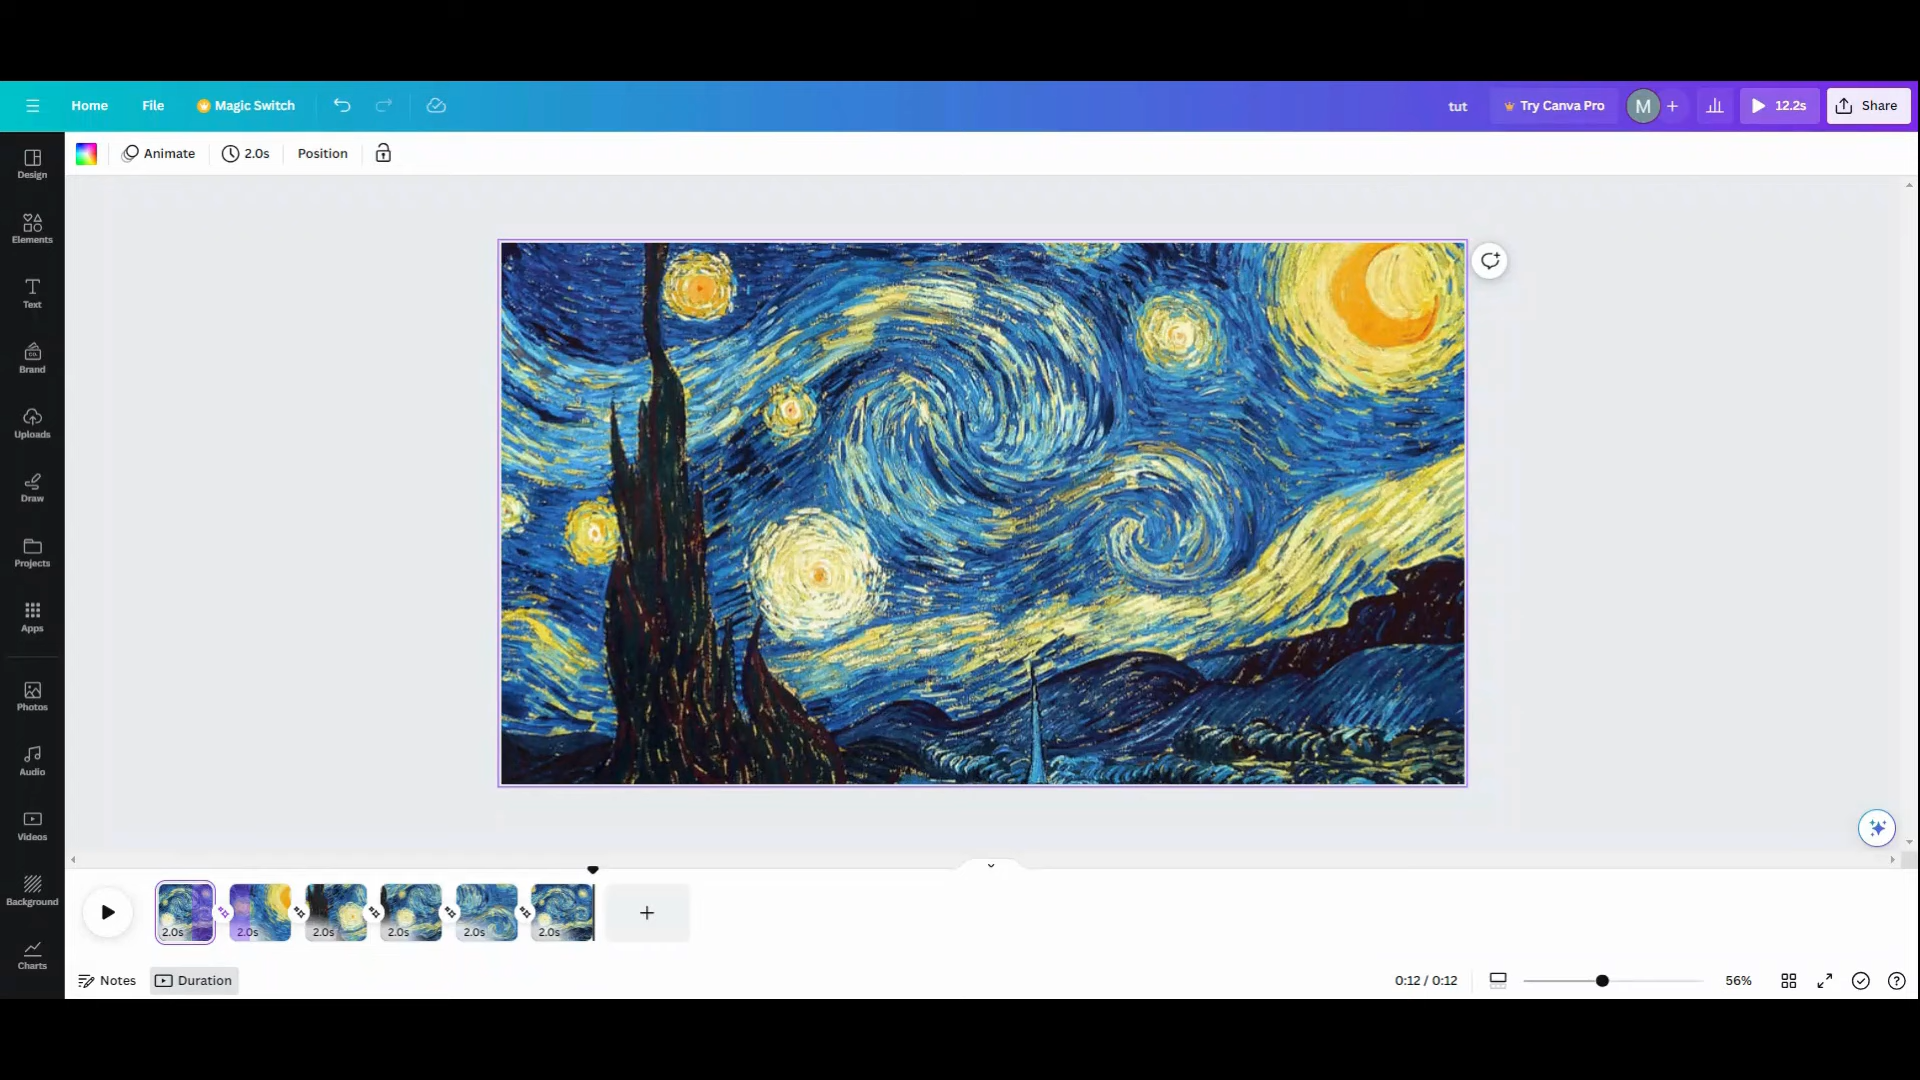 Home File Magic Switch tut Try Canva Pro M + 12.2s Share
Animate 2.0s Position
Design
Elements
Text
CO.
Brand
Uploads
Draw
Projects
Apps
Photos
Audio
Videos
Background
Charts
2.0s 2.0s 2.0s 2.0s 2.0s 2.0s +
Notes Duration 0:12 / 0:12 56% ?